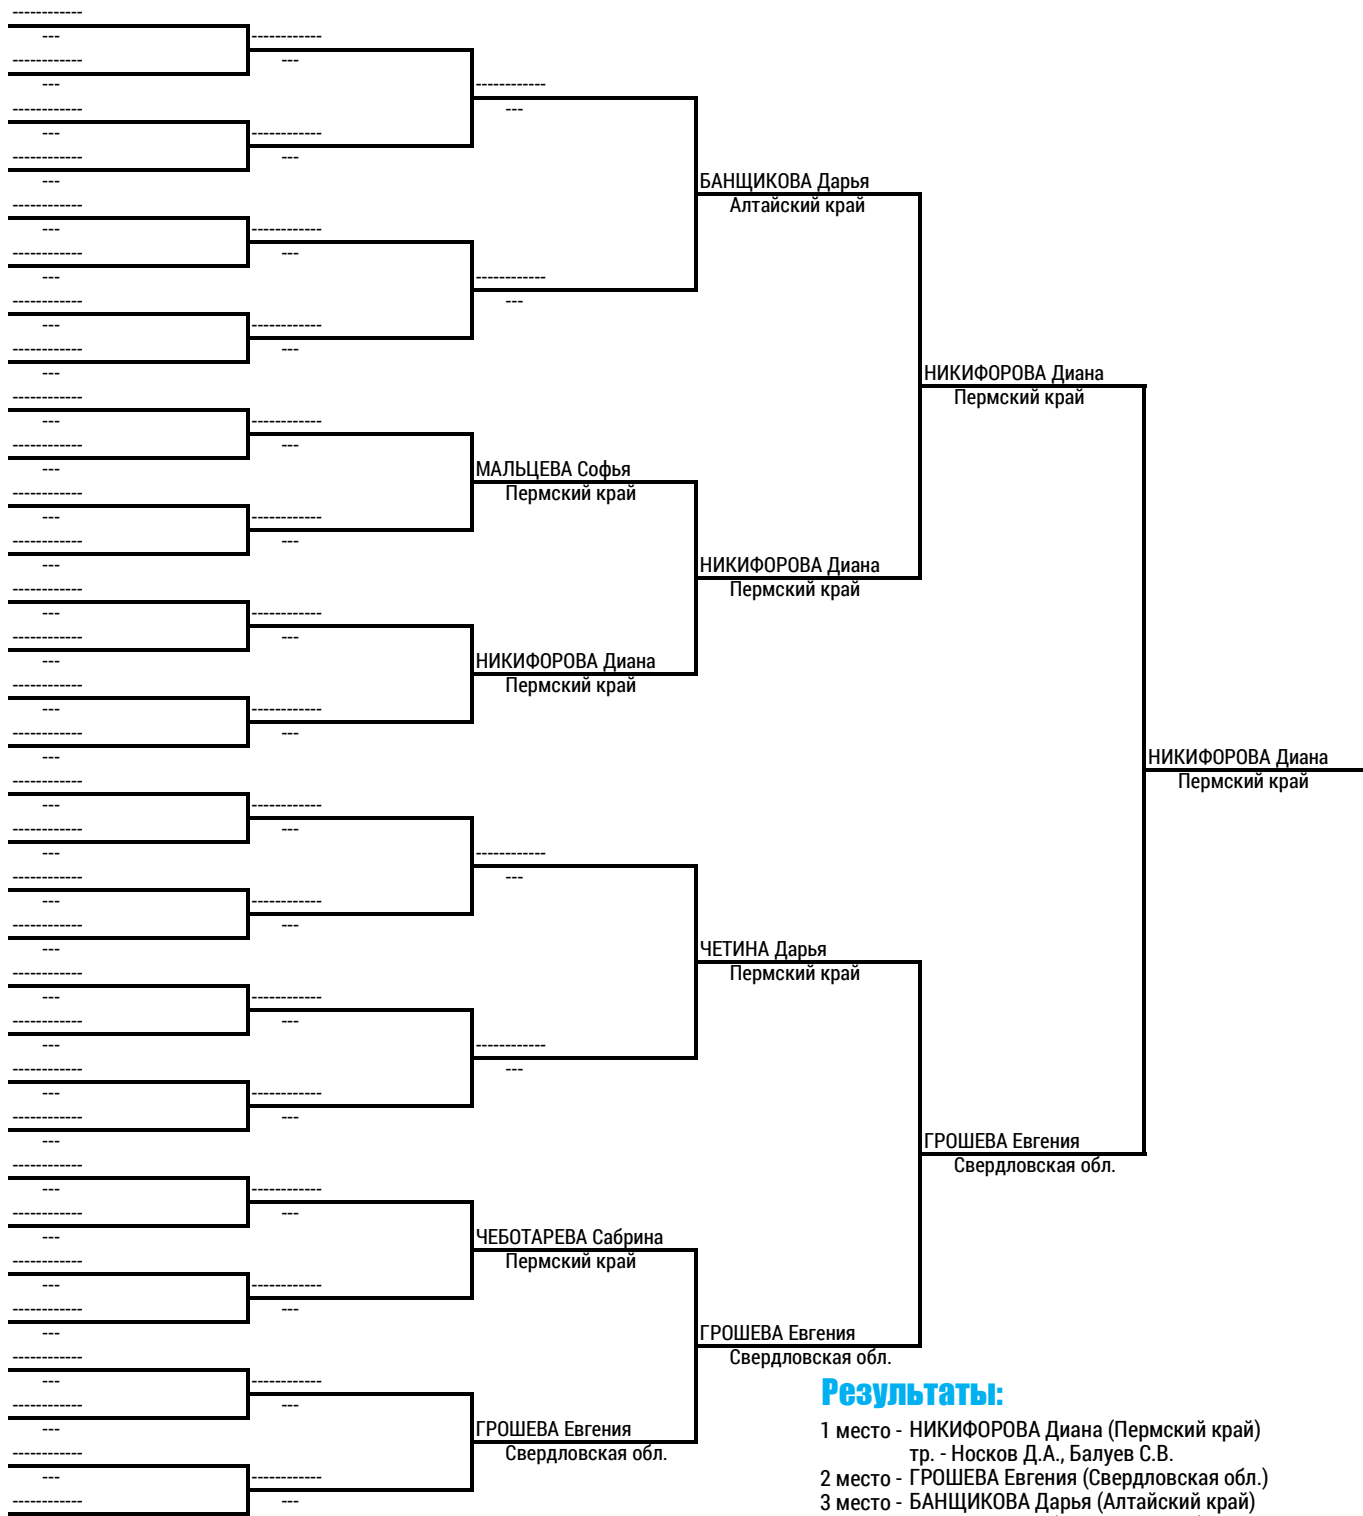 МАЛЬЦЕВА Софья
Пермский край
НИКИФОРОВА Диана
Пермский край
ЧЕБОТАРЕВА Сабрина
Пермский край
ГРОШЕВА Евгения
Свердловская обл.
БАНЩИКОВА Дарья
Алтайский край
НИКИФОРОВА Диана
Пермский край
ЧЕТИНА Дарья
Пермский край
ГРОШЕВА Евгения
Свердловская обл.
НИКИФОРОВА Диана
Пермский край
ГРОШЕВА Евгения
Свердловская обл.
НИКИФОРОВА Диана
Пермский край
Результаты:
1 место - НИКИФОРОВА Диана (Пермский край)
тр. - Носков Д.А., Балуев С.В.
2 место - ГРОШЕВА Евгения (Свердловская обл.)
3 место - БАНЩИКОВА Дарья (Алтайский край)